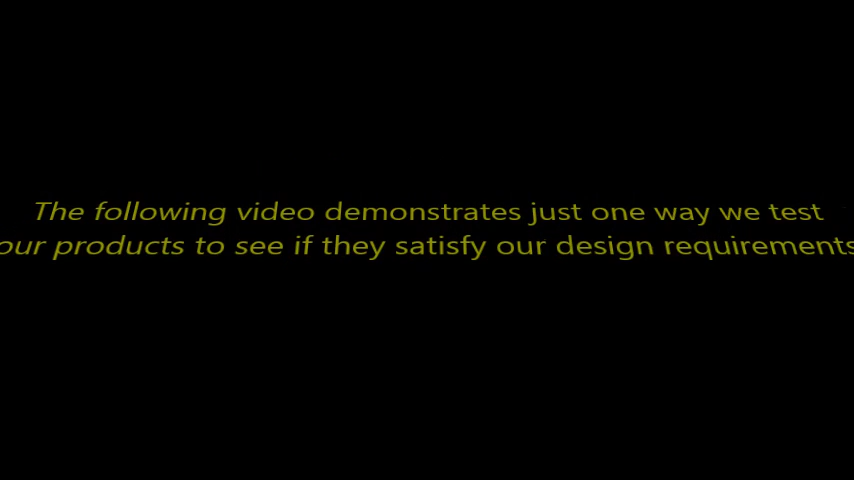 The following video demonstrates just one way we test
our products to see if they satisfy our design requirements